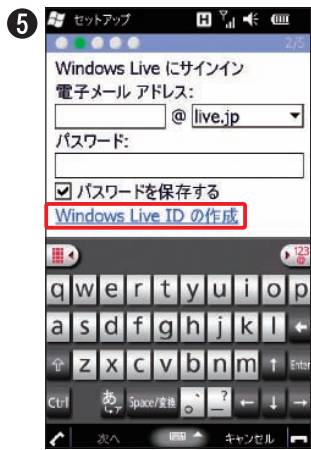 5
セットアップ
H
2/5
Windows Live にサインイン
電子メール アドレス:
@ live.jp
パスワード:
パスワードを保存する
Windows Live ID の作成
123
@
q w e r t y u i o p
a s d f g h j k l
z x c v b n m Enter
Ctrl あ,ァ Space/変換 。゛ 、?
次へ キャンセル